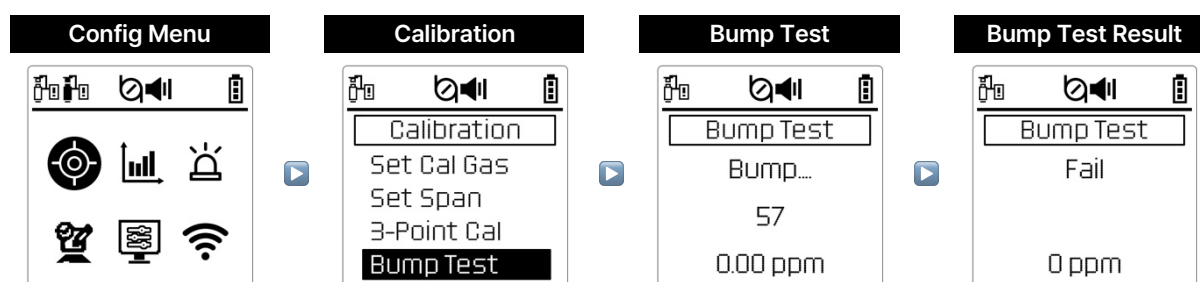 Config Menu
Calibration
Calibration
Set Cal Gas
Set Span
3-Point Cal
Bump Test
Bump Test
Bump Test
Bump....
57
0.00 ppm
Bump Test Result
Bump Test
Fail
0 ppm